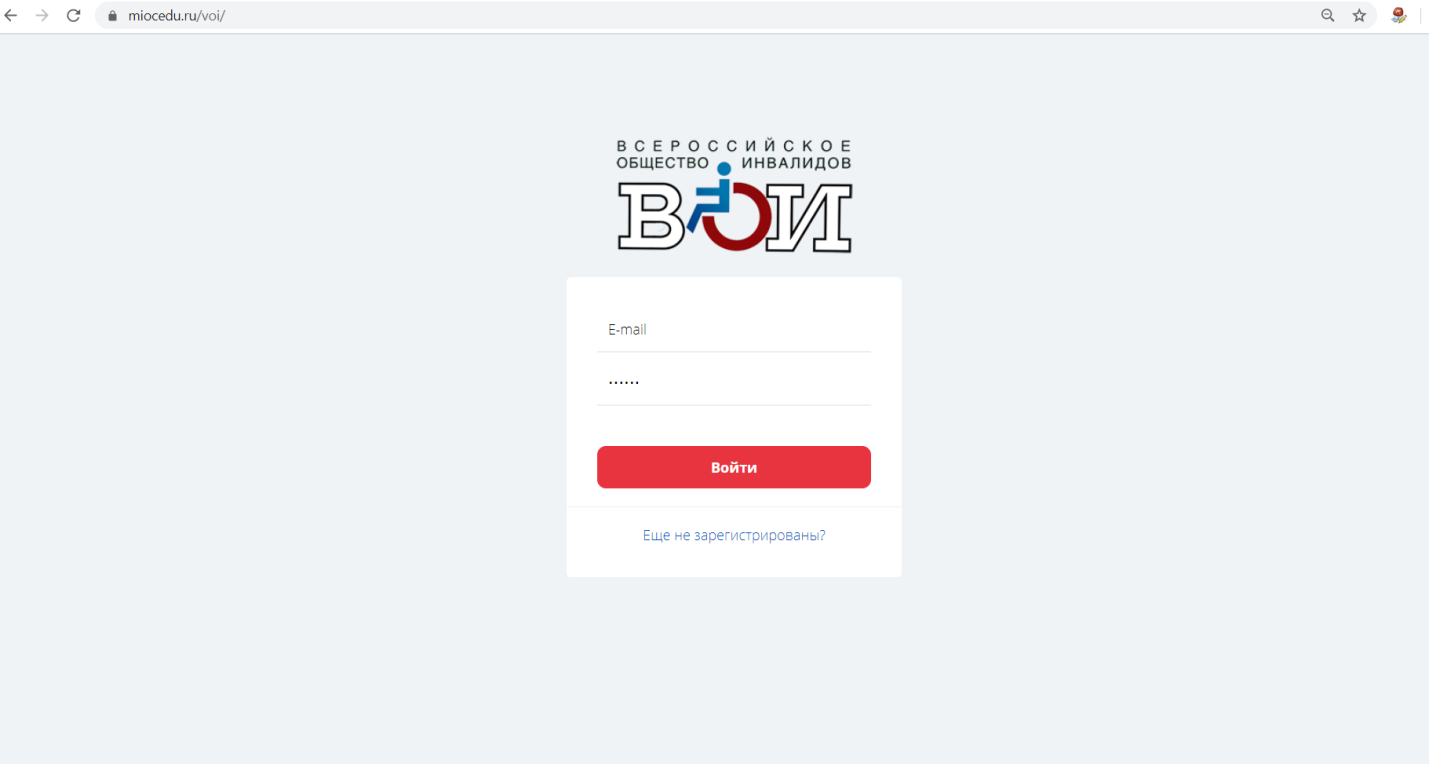 miocedu.ru/voi/
ВСЕРОССИЙСКОЕ
ОБЩЕСТВО ИНВАЛИДОВ
ВОИ
E-mail
······
Войти
Еще не зарегистрированы?